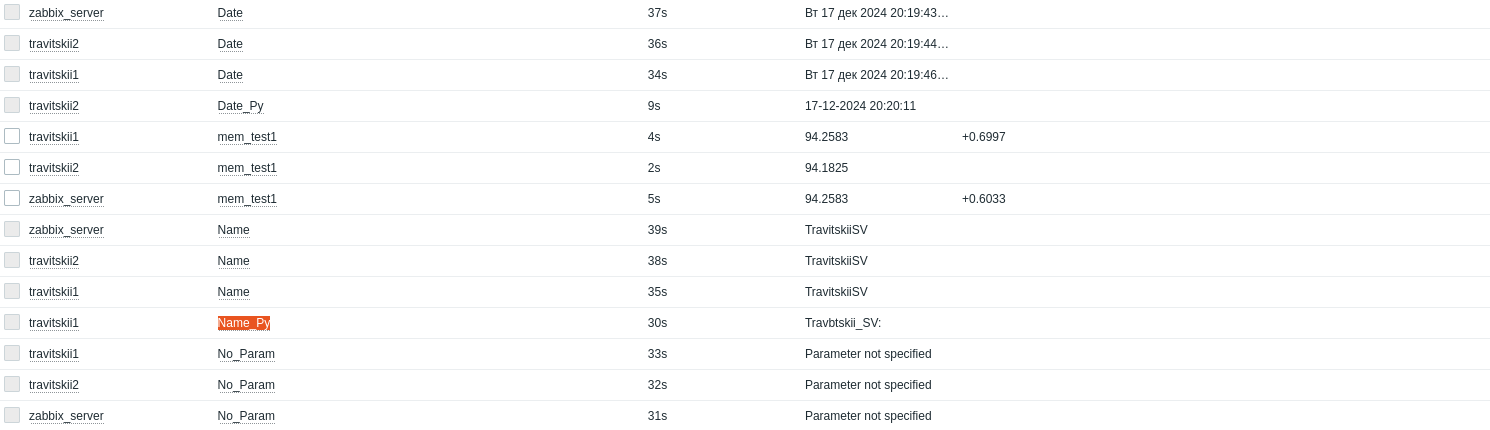 zabbix_server Date 37s Вт 17 дек 2024 20:19:43…
travitskii2 Date 36s Вт 17 дек 2024 20:19:44…
travitskii1 Date 34s Вт 17 дек 2024 20:19:46…
travitskii2 Date_Py 9s 17-12-2024 20:20:11
travitskii1 mem_test1 4s 94.2583 +0.6997
travitskii2 mem_test1 2s 94.1825
zabbix_server mem_test1 5s 94.2583 +0.6033
zabbix_server Name 39s TravitskiiSV
travitskii2 Name 38s TravitskiiSV
travitskii1 Name 35s TravitskiiSV
travitskii1 Name_Py 30s Travbtskii_SV:
travitskii1 No_Param 33s Parameter not specified
travitskii2 No_Param 32s Parameter not specified
zabbix_server No_Param 31s Parameter not specified